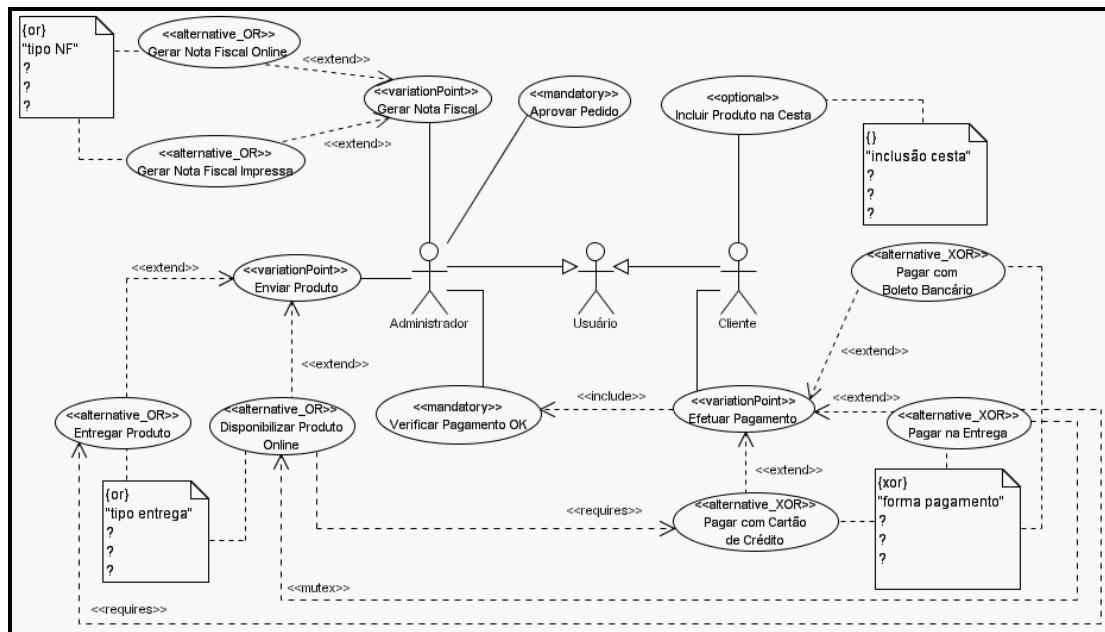 {or}
"tipo NF"
?
?
?
<<alternative_OR>>
Gerar Nota Fiscal Online
<<extend>>
<<variationPoint>>
Gerar Nota Fiscal
<<extend>>
<<alternative_OR>>
Gerar Nota Fiscal Impressa
<<mandatory>>
Aprovar Pedido
<<optional>>
Incluir Produto na Cesta
{}
"inclusão cesta"
?
?
?
<<extend>>
<<variationPoint>>
Enviar Produto
Administrador
Usuário
Cliente
<<alternative_XOR>>
Pagar com
Boleto Bancário
<<extend>>
<<extend>>
<<alternative_OR>>
Entregar Produto
<<alternative_OR>>
Disponibilizar Produto
Online
<<mandatory>>
Verificar Pagamento OK
<<include>>
<<variationPoint>>
Efetuar Pagamento
<<extend>>
<<alternative_XOR>>
Pagar na Entrega
<<extend>>
{or}
"tipo entrega"
?
?
?
<<requires>>
<<alternative_XOR>>
Pagar com Cartão
de Crédito
{xor}
"forma pagamento"
?
?
?
<<mutex>>
<<requires>>